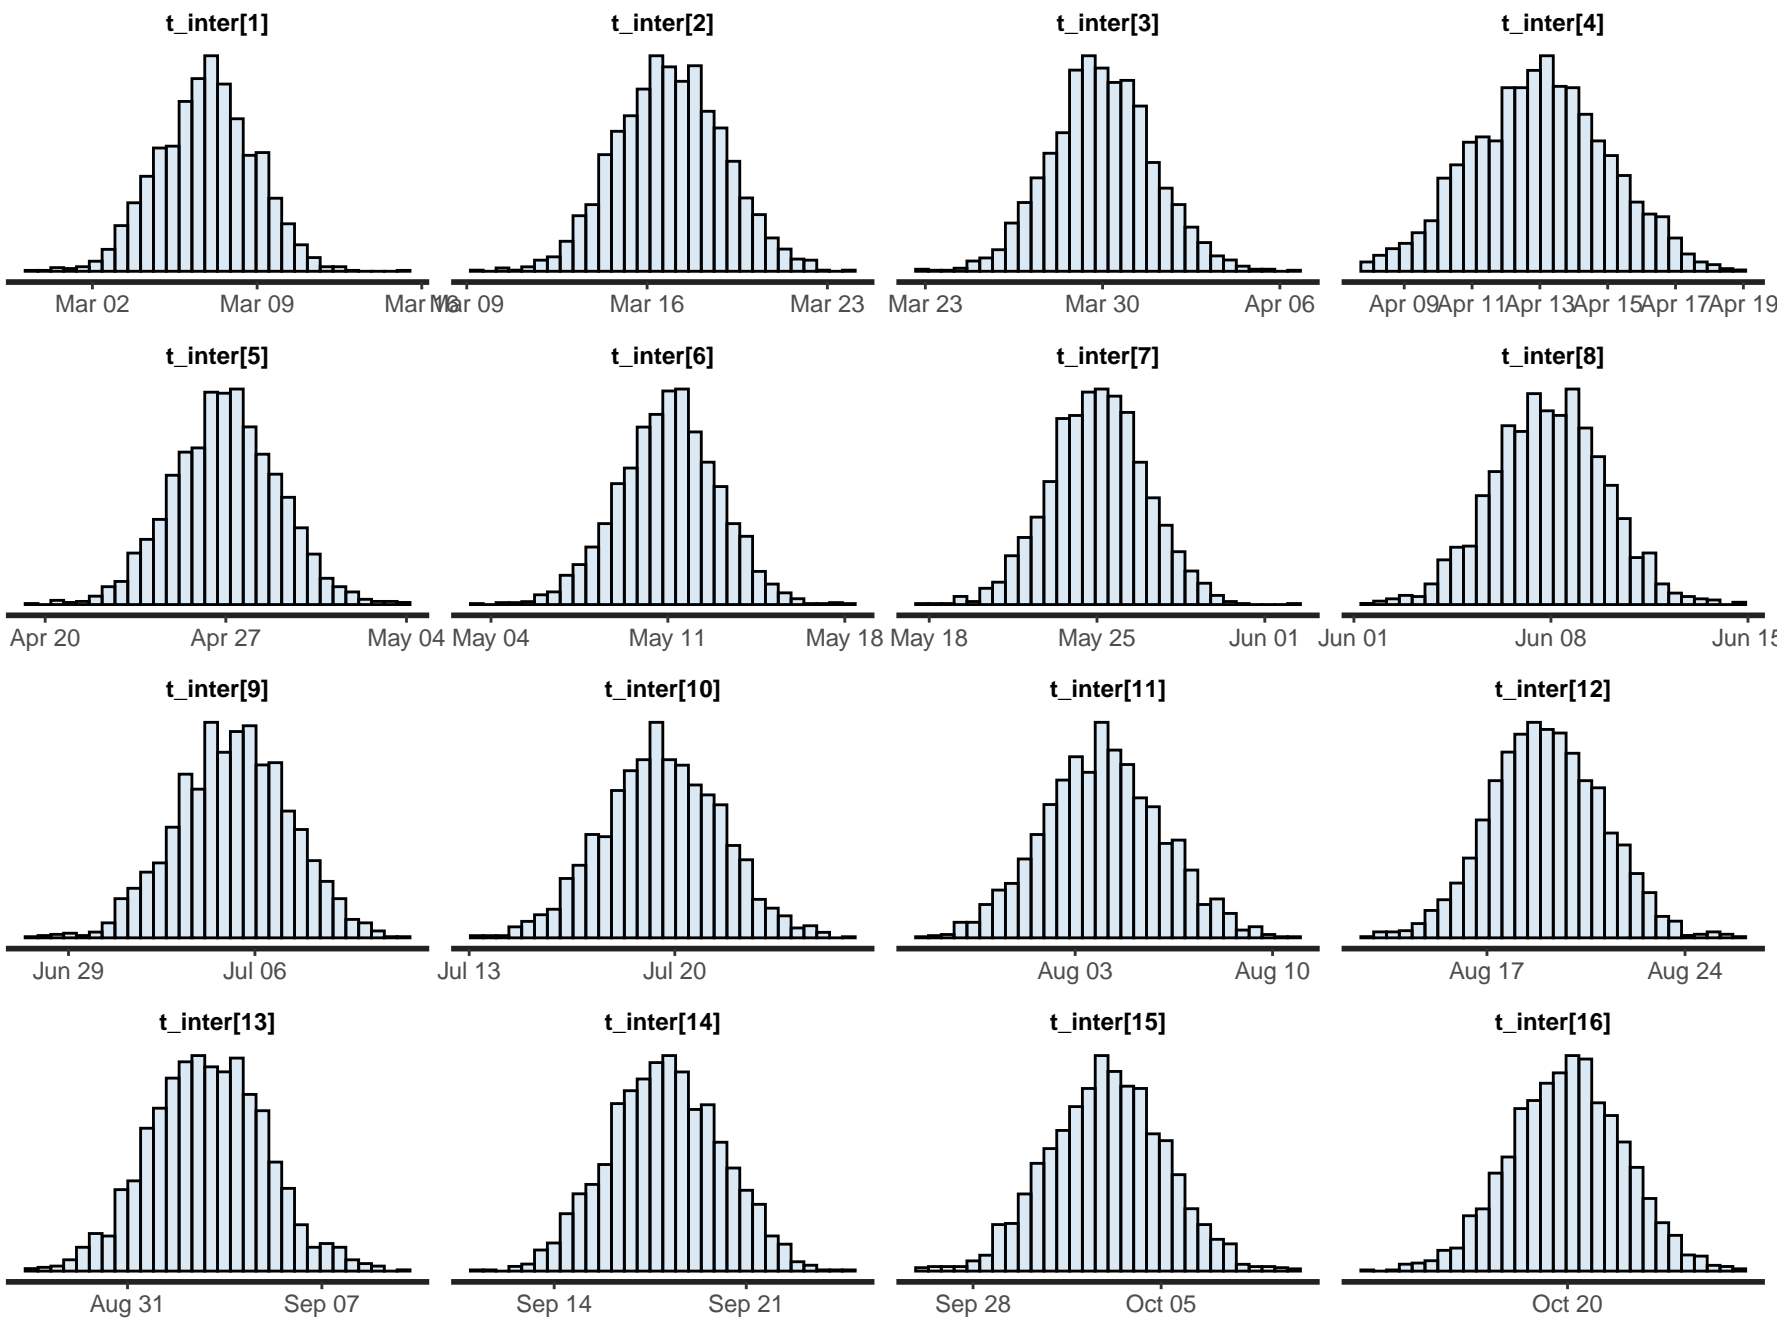 t_inter[1] t_inter[2] t_inter[3] t_inter[4]
Mar 02 Mar 09 Mar 16 Mar 09 Mar 16 Mar 23 Mar 23 Mar 30 Apr 06 Apr 09 Apr 11 Apr 13 Apr 15 Apr 17 Apr 19
t_inter[5] t_inter[6] t_inter[7] t_inter[8]
Apr 20 Apr 27 May 04 May 04 May 11 May 18 May 18 May 25 Jun 01 Jun 01 Jun 08 Jun 15
t_inter[9] t_inter[10] t_inter[11] t_inter[12]
Jun 29 Jul 06 Jul 13 Jul 20 Aug 03 Aug 10 Aug 17 Aug 24
t_inter[13] t_inter[14] t_inter[15] t_inter[16]
Aug 31 Sep 07 Sep 14 Sep 21 Sep 28 Oct 05 Oct 20